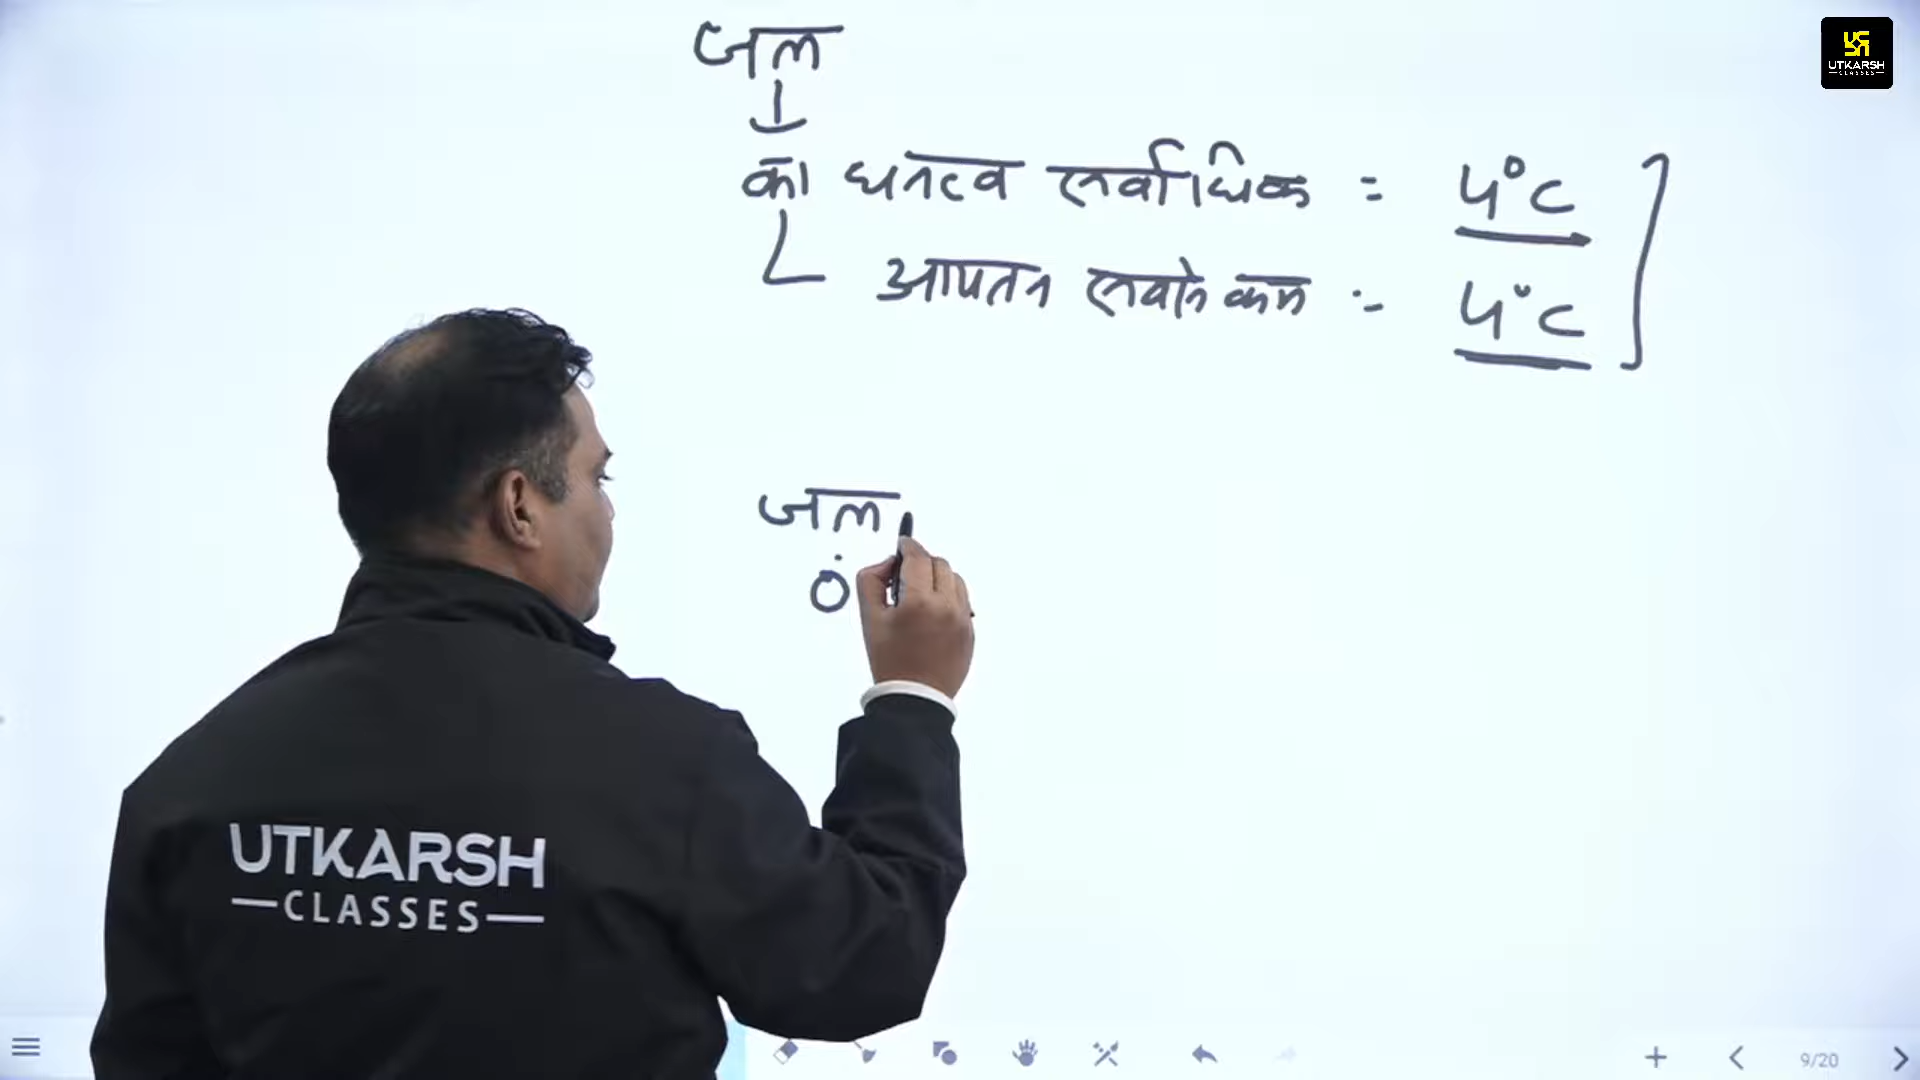 जल
का घनत्व सर्वाधिक = 4°C
आयतन सबसे कम :- 4°C
जल
0
UTKARSH
CLASSES
UTKARSH
CLASSES
9/20